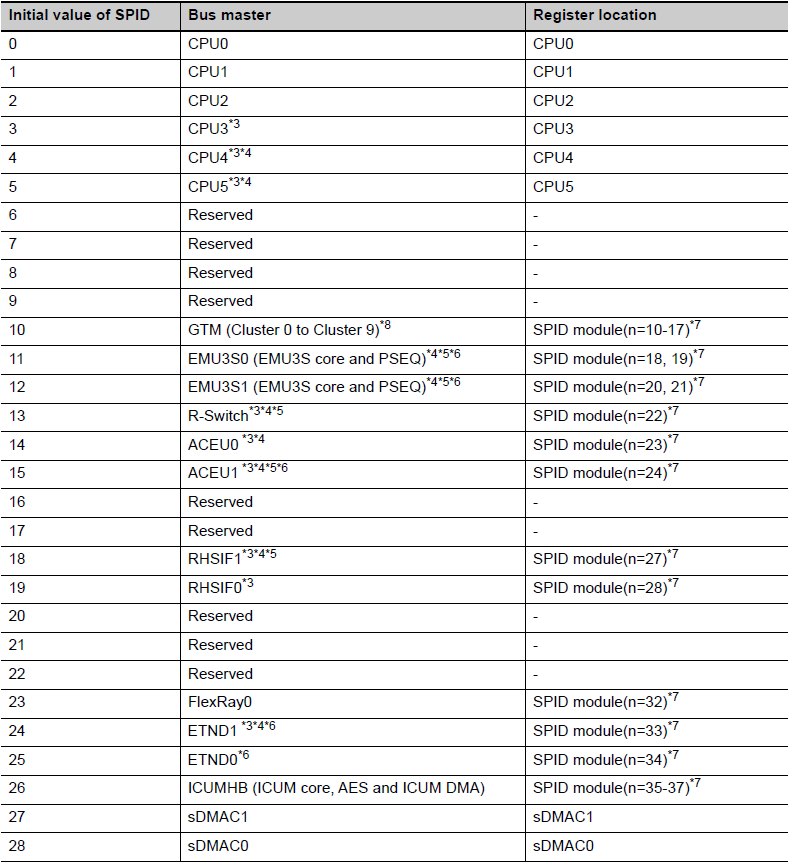 Initial value of SPID Bus master Register location
0 CPU0 CPU0
1 CPU1 CPU1
2 CPU2 CPU2
3 CPU3*3 CPU3
4 CPU4*3*4 CPU4
5 CPU5*3*4 CPU5
6 Reserved -
7 Reserved -
8 Reserved -
9 Reserved -
10 GTM (Cluster 0 to Cluster 9)*8 SPID module(n=10-17)*7
11 EMU3S0 (EMU3S core and PSEQ)*4*5*6 SPID module(n=18, 19)*7
12 EMU3S1 (EMU3S core and PSEQ)*4*5*6 SPID module(n=20, 21)*7
13 R-Switch*3*4*5 SPID module(n=22)*7
14 ACEU0 *3*4 SPID module(n=23)*7
15 ACEU1 *3*4*5*6 SPID module(n=24)*7
16 Reserved -
17 Reserved -
18 RHSIF1*3*4*5 SPID module(n=27)*7
19 RHSIF0*3 SPID module(n=28)*7
20 Reserved -
21 Reserved -
22 Reserved -
23 FlexRay0 SPID module(n=32)*7
24 ETND1 *3*4*6 SPID module(n=33)*7
25 ETND0*6 SPID module(n=34)*7
26 ICUMHB (ICUM core, AES and ICUM DMA) SPID module(n=35-37)*7
27 sDMAC1 sDMAC1
28 sDMAC0 sDMAC0